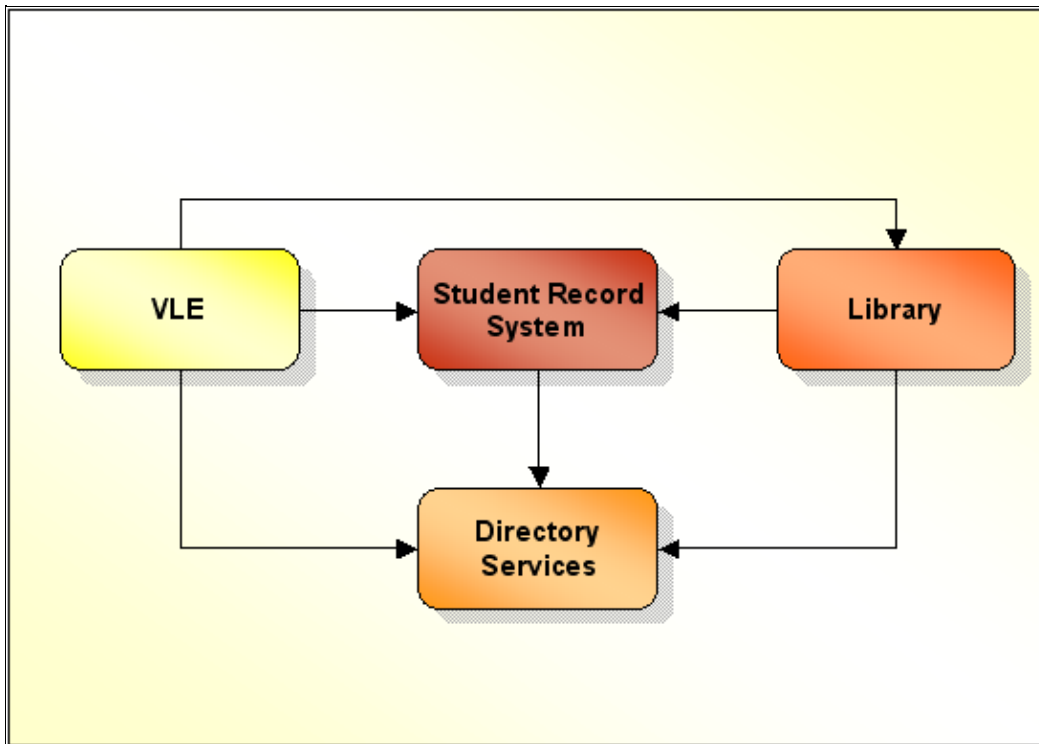 VLE
Student Record
System
Library
Directory
Services